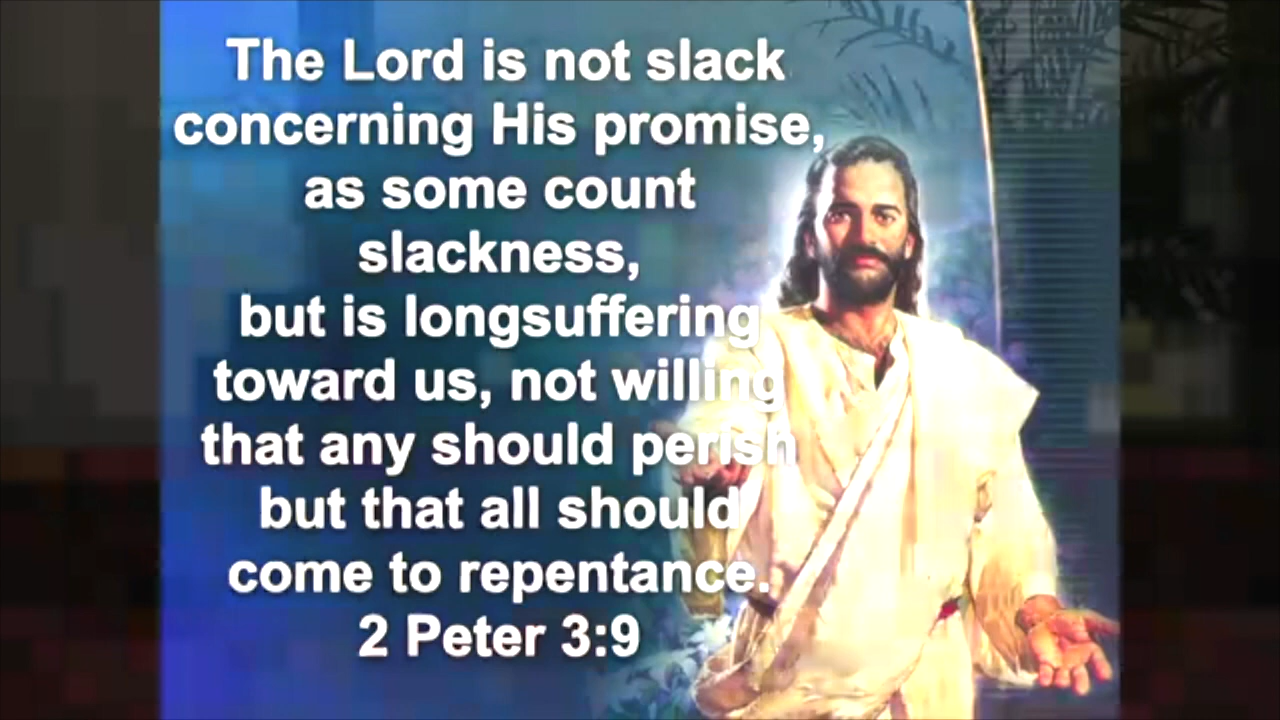 The Lord is not slack
concerning His promise,
as some count
slackness,
but is longsuffering
toward us, not willing
that any should perish
but that all should
come to repentance.
2 Peter 3:9